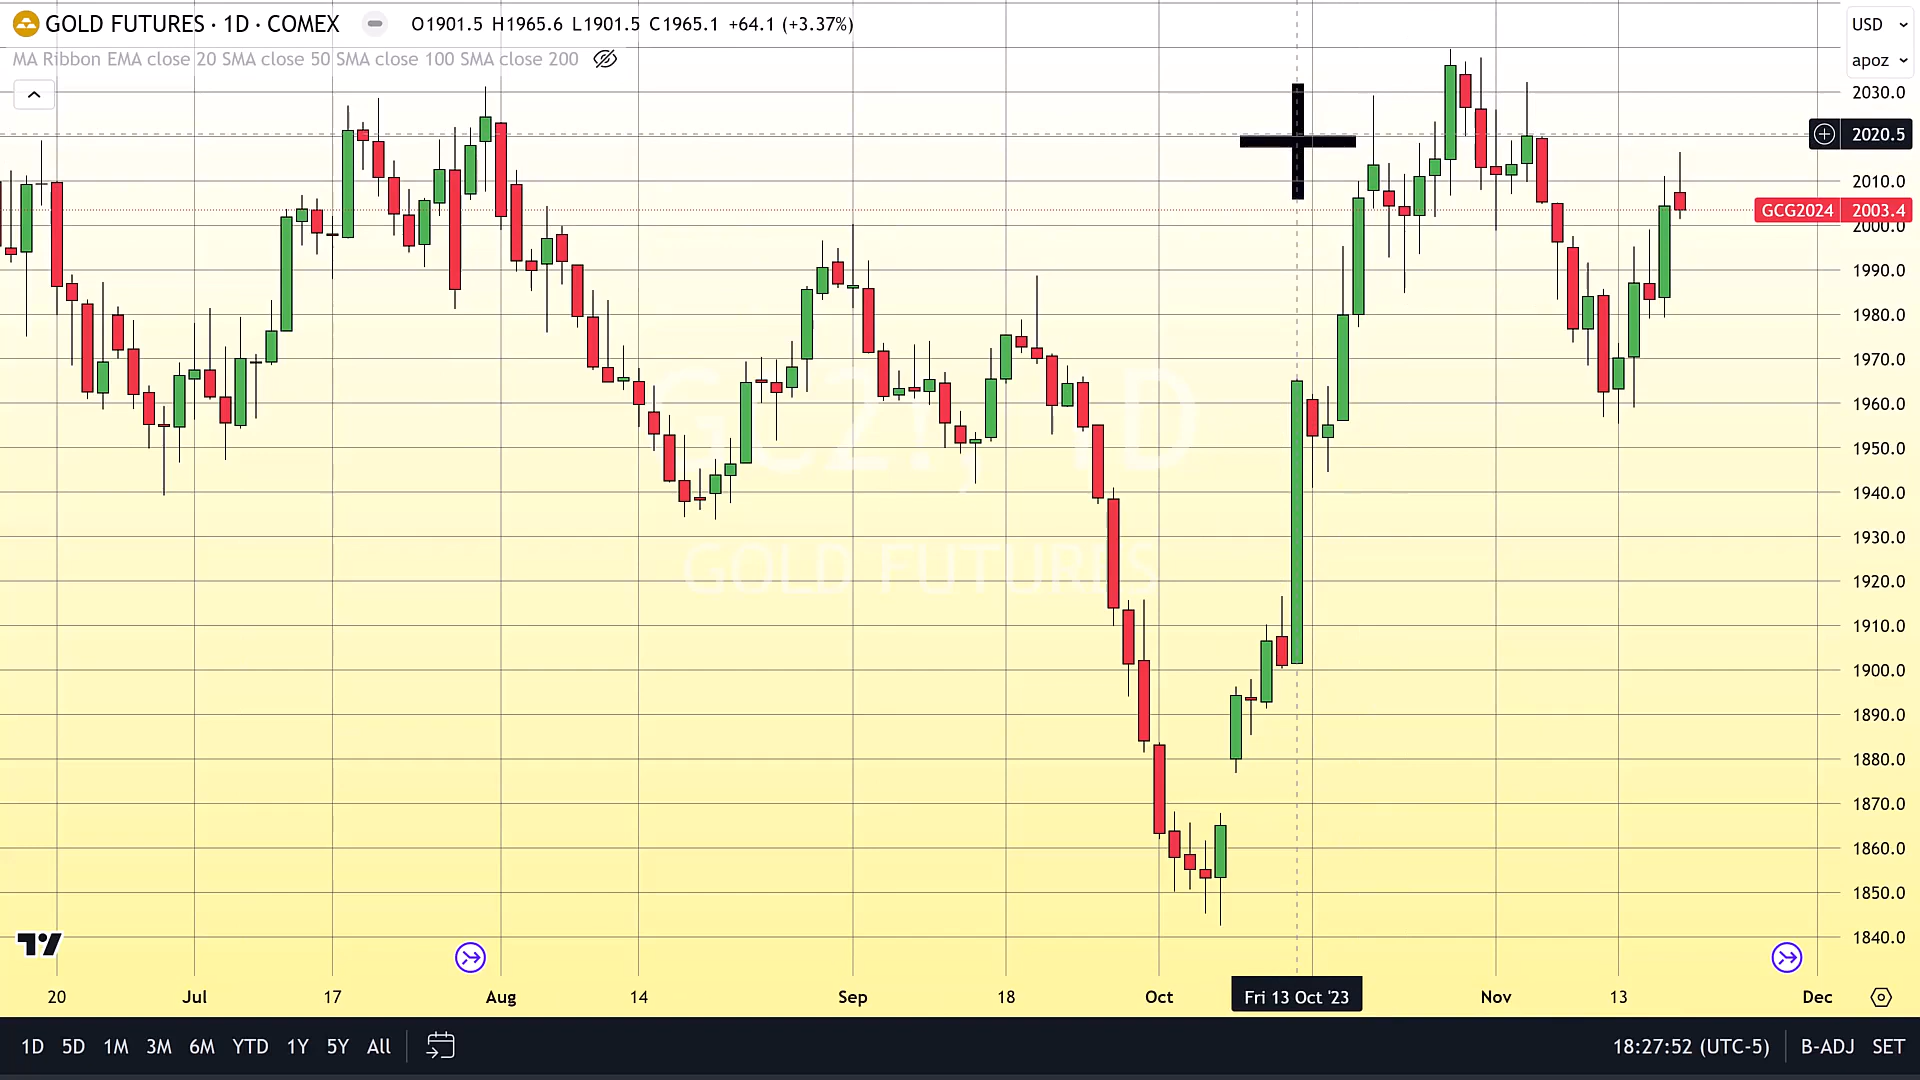 GOLD FUTURES · 1D · COMEX O1901.5 H1965.6 L1901.5 C1965.1 +64.1 (+3.37%)
MA Ribbon EMA close 20 SMA close 50 SMA close 100 SMA close 200
USD
apoz
2030.0
2020.5
2010.0
GCG2024 2003.4
2000.0
1990.0
1980.0
1970.0
1960.0
1950.0
1940.0
1930.0
1920.0
1910.0
1900.0
1890.0
1880.0
1870.0
1860.0
1850.0
1840.0
GC2!, 1D
GOLD FUTURES
20 Jul 17 Aug 14 Sep 18 Oct Fri 13 Oct '23 Nov 13 Dec
1D 5D 1M 3M 6M YTD 1Y 5Y All 18:27:52 (UTC-5) B-ADJ SET